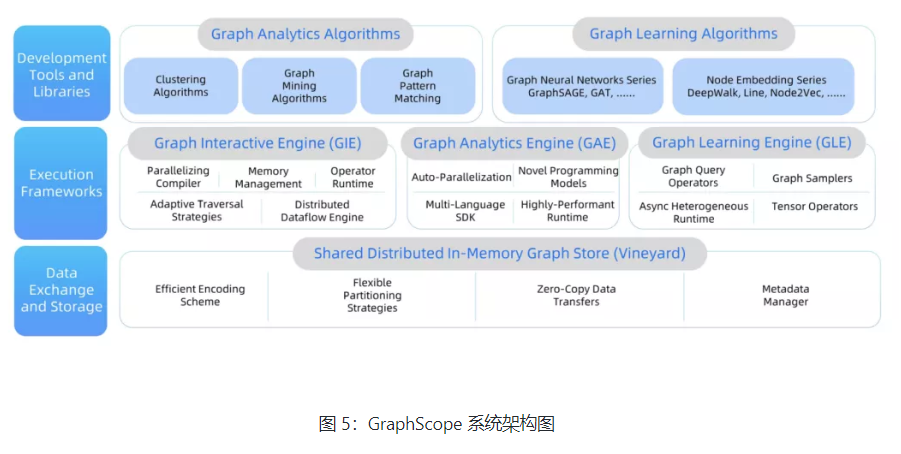 Development
Tools and
Libraries
Graph Analytics Algorithms
Clustering
Algorithms
Graph
Mining
Algorithms
Graph
Pattern
Matching
Graph Learning Algorithms
Graph Neural Networks Series
GraphSAGE, GAT, ......
Node Embedding Series
DeepWalk, Line, Node2Vec, ......
Execution
Frameworks
Graph Interactive Engine (GIE)
Parallelizing
Compiler
Memory
Management
Operator
Runtime
Adaptive Traversal
Strategies
Distributed
Dataflow Engine
Graph Analytics Engine (GAE)
Auto-Parallelization
Novel Programming
Models
Multi-Language
SDK
Highly-Performant
Runtime
Graph Learning Engine (GLE)
Graph Query
Operators
Graph Samplers
Async Heterogeneous
Runtime
Tensor Operators
Data
Exchange
and Storage
Shared Distributed In-Memory Graph Store (Vineyard)
Efficient Encoding
Scheme
Flexible
Partitioning
Strategies
Zero-Copy Data
Transfers
Metadata
Manager
图 5：GraphScope 系统架构图